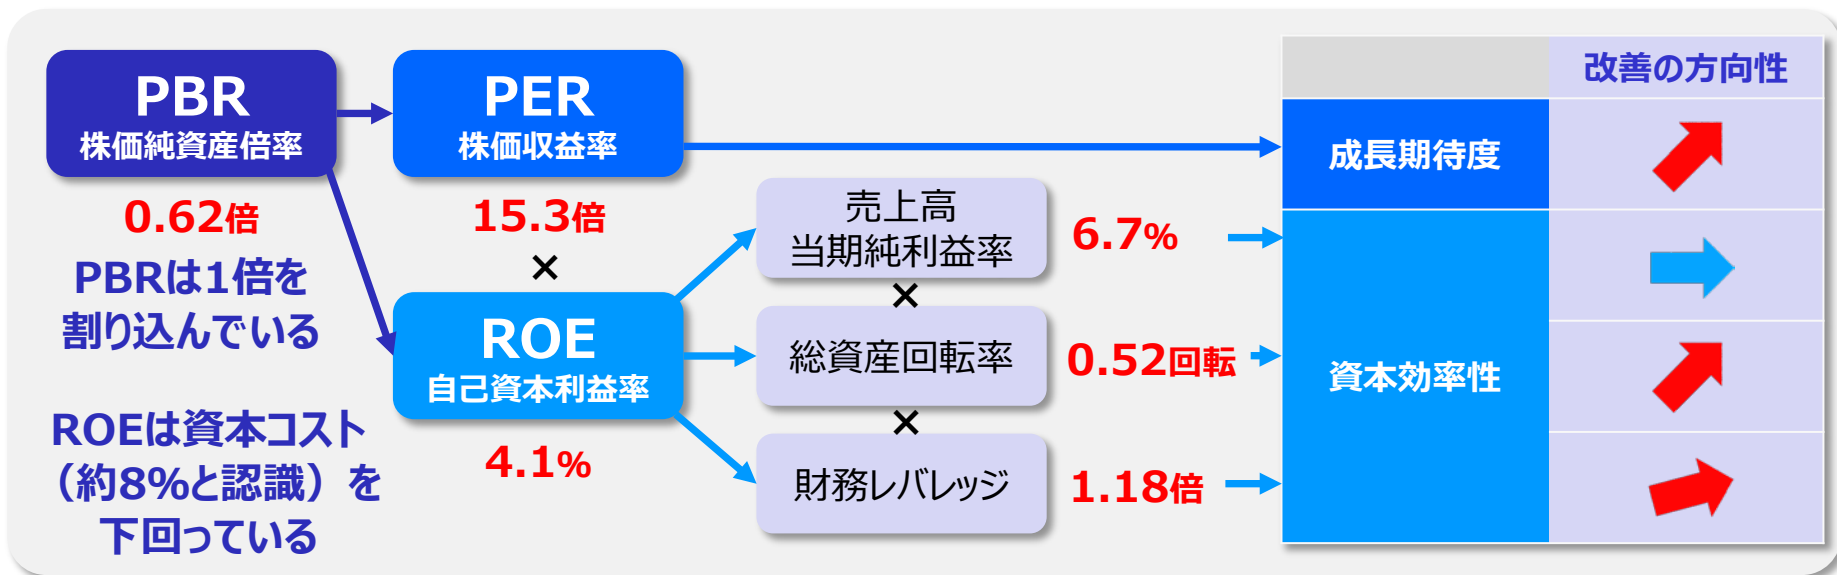 PBR
株価純資産倍率
0.62倍
PBRは1倍を
割り込んでいる
ROEは資本コスト
（約8%と認識）を
下回っている
PER
株価収益率
15.3倍
×
ROE
自己資本利益率
4.1%
売上高
当期純利益率
6.7%
×
総資産回転率
0.52回転
×
財務レバレッジ
1.18倍
改善の方向性
成長期待度
資本効率性